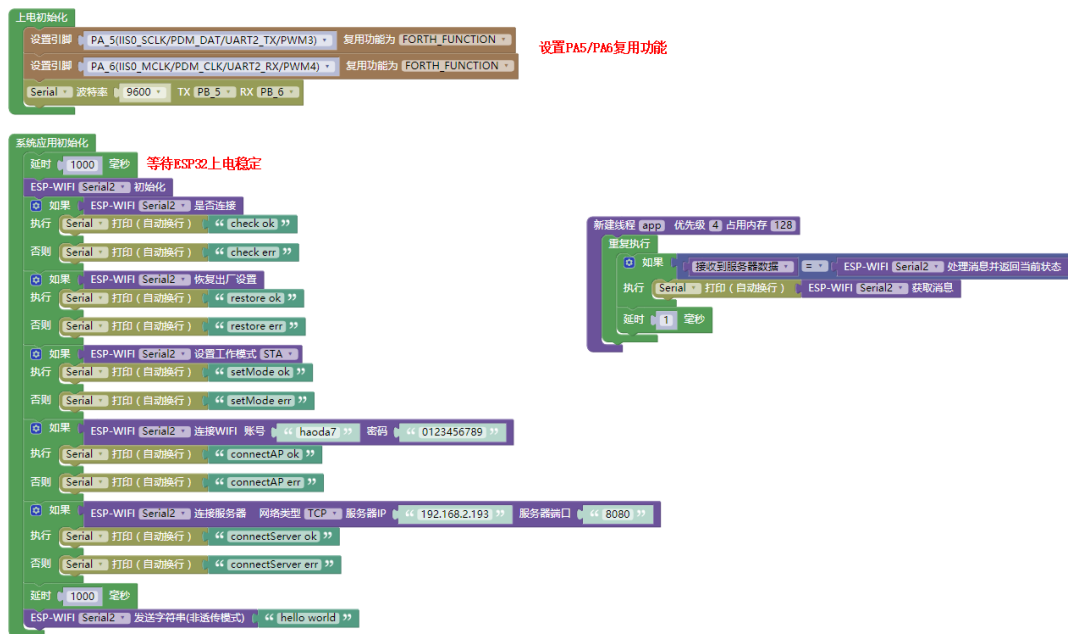 上电初始化
设置引脚 PA_5(IIS0_SCLK/PDM_DAT/UART2_TX/PWM3) 复用功能为 FORTH_FUNCTION
设置PA5/PA6复用功能
设置引脚 PA_6(IIS0_MCLK/PDM_CLK/UART2_RX/PWM4) 复用功能为 FORTH_FUNCTION
Serial 波特率 9600 TX PB_5 RX PB_6
系统应用初始化
延时 1000 毫秒 等待ESP32上电稳定
ESP-WIFI Serial2 初始化
如果 ESP-WIFI Serial2 是否连接
执行 Serial 打印（自动换行） “ check ok ”
否则 Serial 打印（自动换行） “ check err ”
如果 ESP-WIFI Serial2 恢复出厂设置
执行 Serial 打印（自动换行） “ restore ok ”
否则 Serial 打印（自动换行） “ restore err ”
如果 ESP-WIFI Serial2 设置工作模式 STA
执行 Serial 打印（自动换行） “ setMode ok ”
否则 Serial 打印（自动换行） “ setMode err ”
如果 ESP-WIFI Serial2 连接WIFI 账号 “ haoda7 ” 密码 “ 0123456789 ”
执行 Serial 打印（自动换行） “ connectAP ok ”
否则 Serial 打印（自动换行） “ connectAP err ”
如果 ESP-WIFI Serial2 连接服务器 网络类型 TCP 服务器IP “ 192.168.2.193 ” 服务器端口 “ 8080 ”
执行 Serial 打印（自动换行） “ connectServer ok ”
否则 Serial 打印（自动换行） “ connectServer err ”
延时 1000 毫秒
ESP-WIFI Serial2 发送字符串(非透传模式) “ hello world ”
新建线程 app 优先级 4 占用内存 128
重复执行
如果 接收到服务器数据 = ESP-WIFI Serial2 处理消息并返回当前状态
执行 Serial 打印（自动换行） ESP-WIFI Serial2 获取消息
延时 1 毫秒